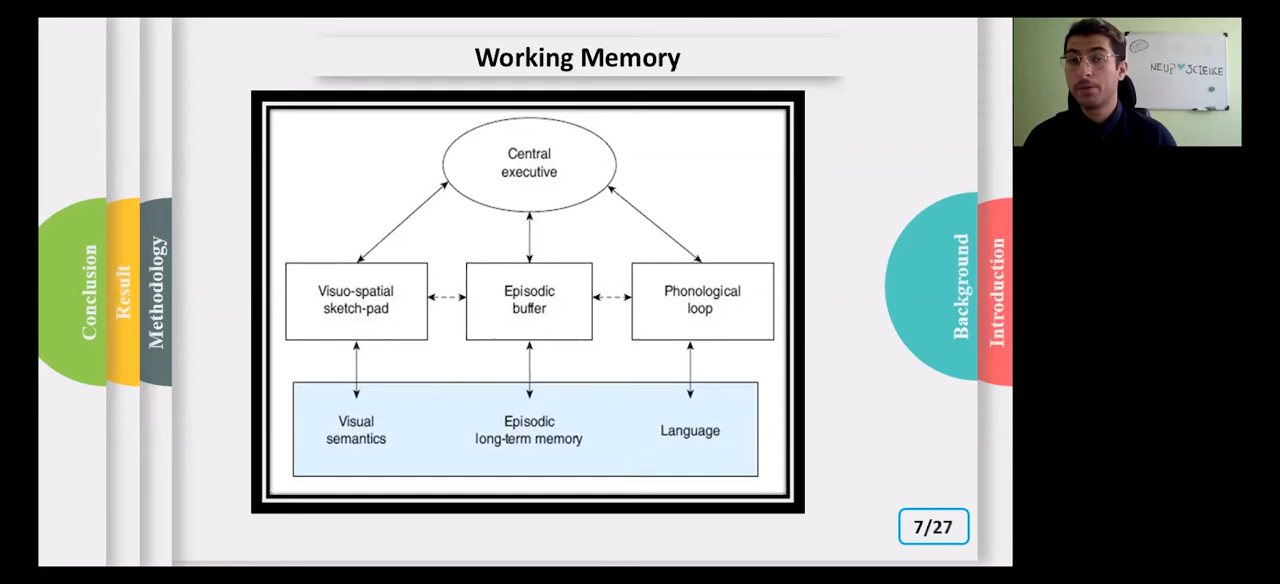 Working Memory
Central
executive
Visuo-spatial
sketch-pad
Episodic
buffer
Phonological
loop
Visual
semantics
Episodic
long-term memory
Language
Conclusion
Result
Methodology
Background
Introduction
7/27
SCIENCE